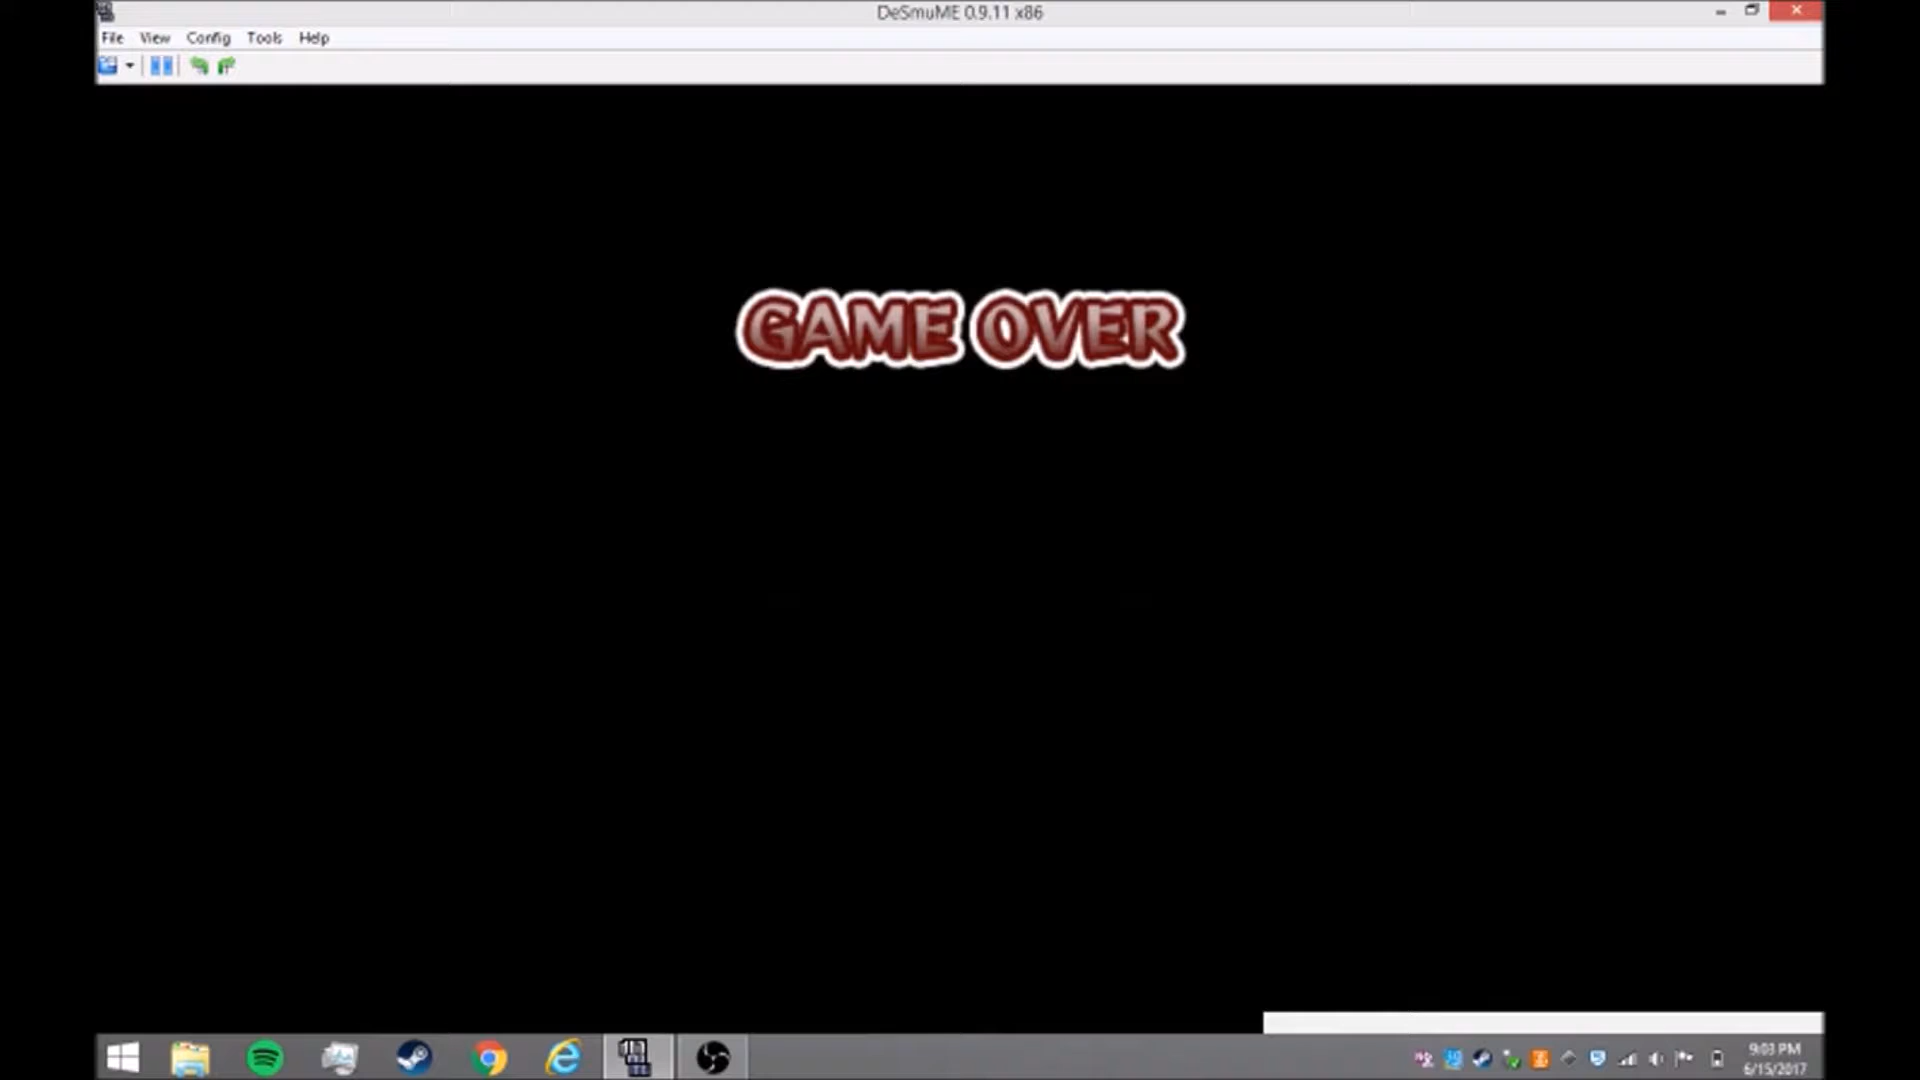 DeSmuME 0.9.11 x86
File View Config Tools Help
GAME OVER
9:03 PM
6/15/2017